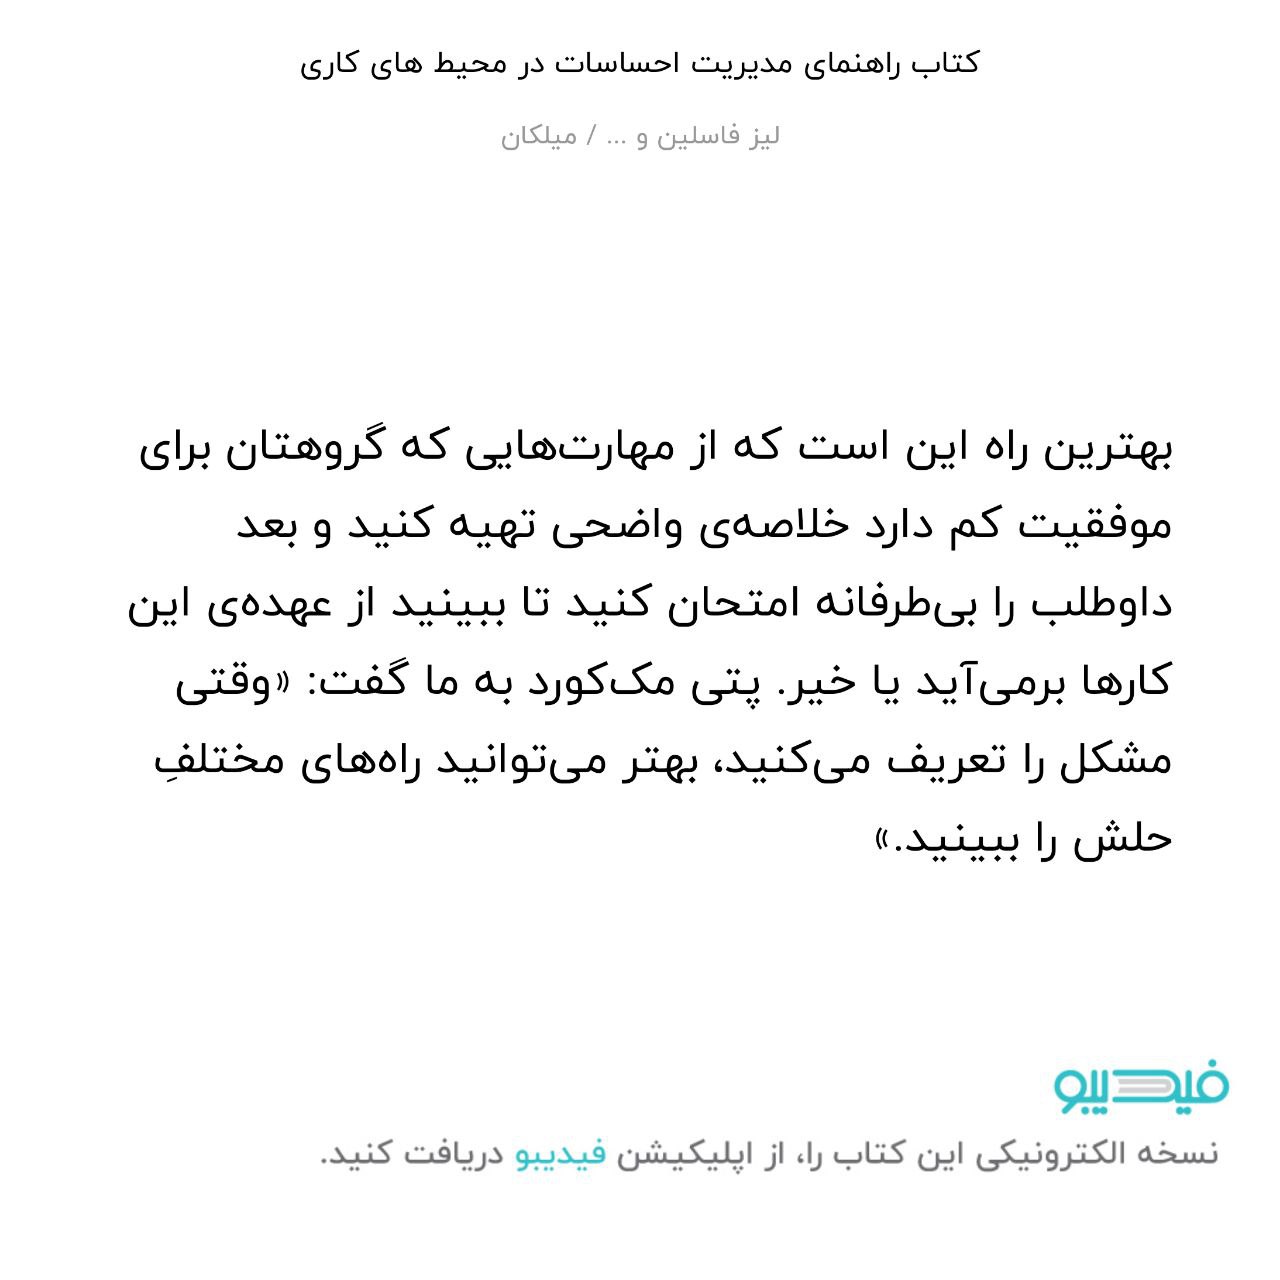 کتاب راهنمای مدیریت احساسات در محیط های کاری
لیز فاسلین و ... / میلکان
بهترین راه این است که از مهارت‌هایی که گروهتان برای
موفقیت کم دارد خلاصه‌ی واضحی تهیه کنید و بعد
داوطلب را بی‌طرفانه امتحان کنید تا ببینید از عهده‌ی این
کارها برمی‌آید یا خیر. پتی مک‌کورد به ما گفت: «وقتی
مشکل را تعریف می‌کنید، بهتر می‌توانید راه‌های مختلفِ
حلش را ببینید.»
فیدیبو
نسخه الکترونیکی این کتاب را، از اپلیکیشن فیدیبو دریافت کنید.